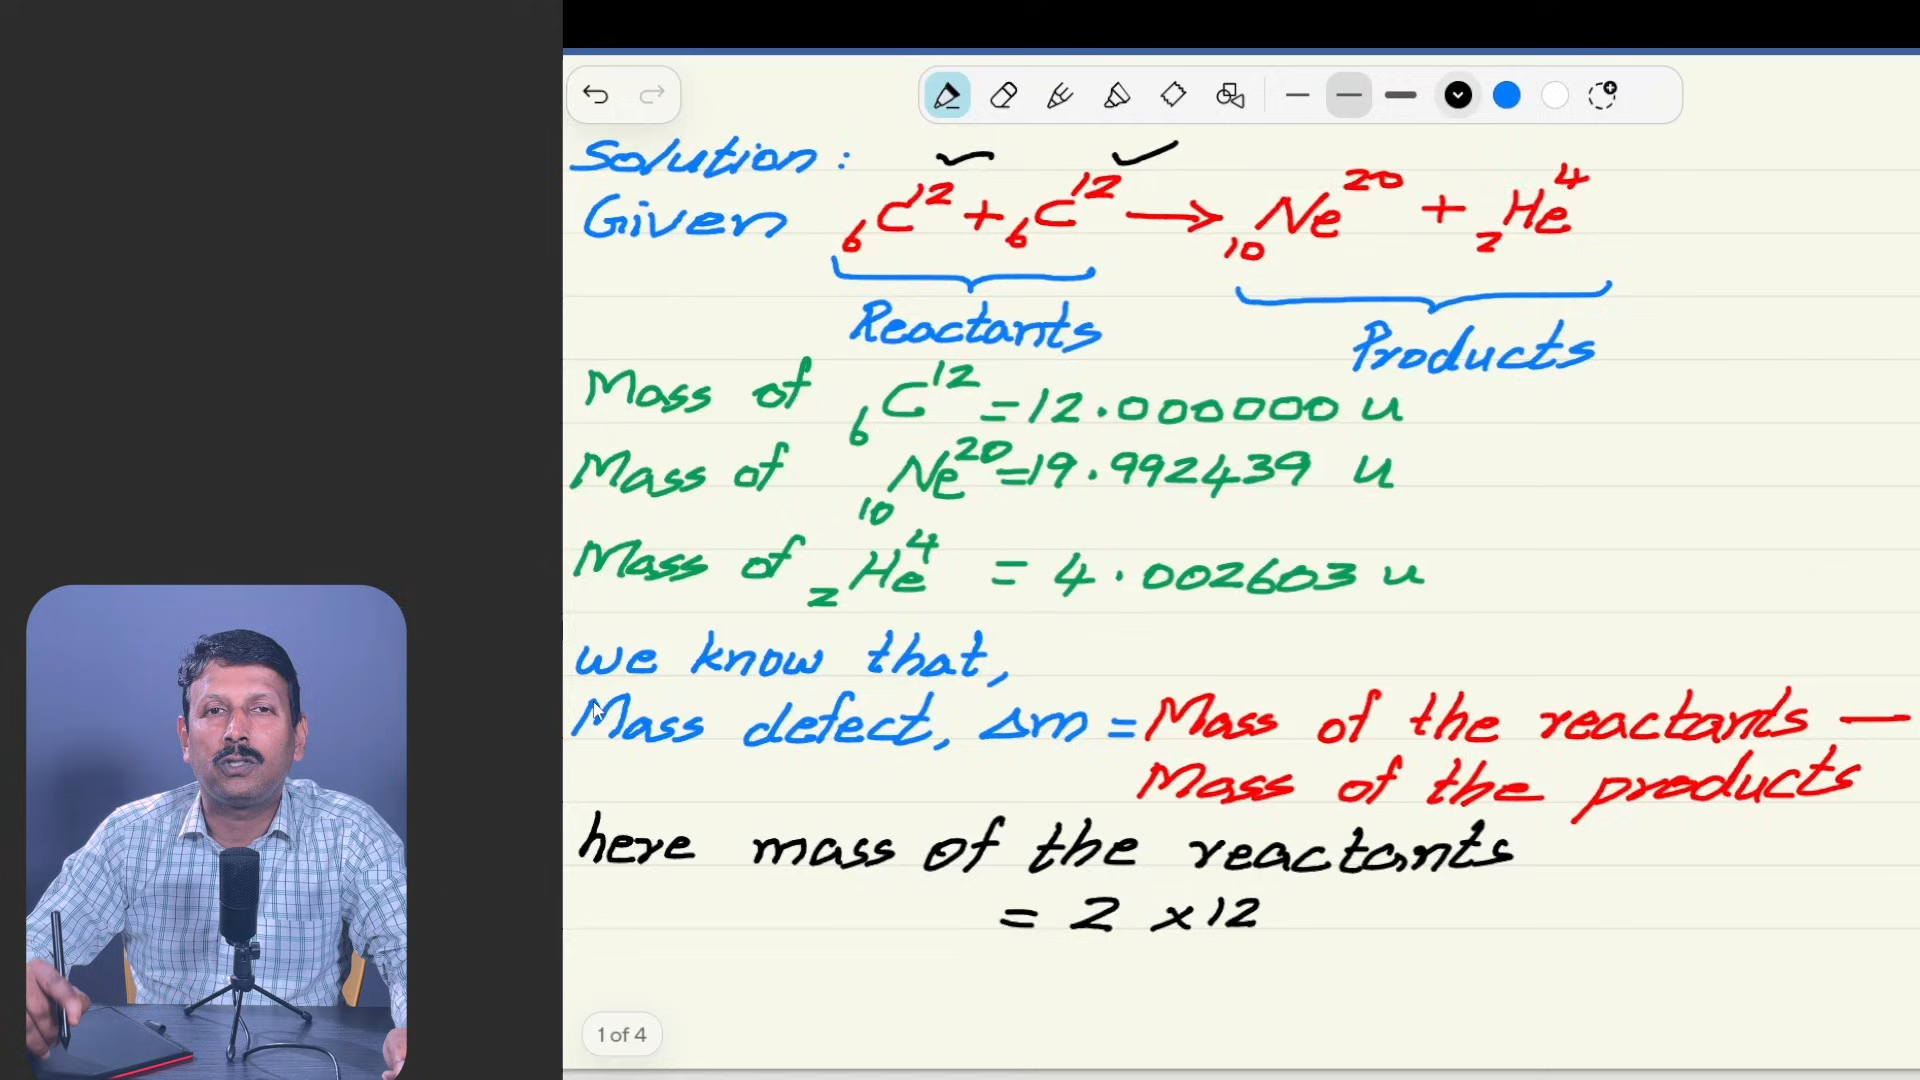 Solution :
Given ₆C¹² + ₆C¹² → ₁₀Ne²⁰ + ₂He⁴
Reactants
Products
Mass of ₆C¹² = 12.000000 u
Mass of ₁₀Ne²⁰ = 19.992439 u
Mass of ₂He⁴ = 4.002603 u
we know that,
Mass defect, Δm = Mass of the reactants —
Mass of the products
here mass of the reactants
= 2 × 12
1 of 4